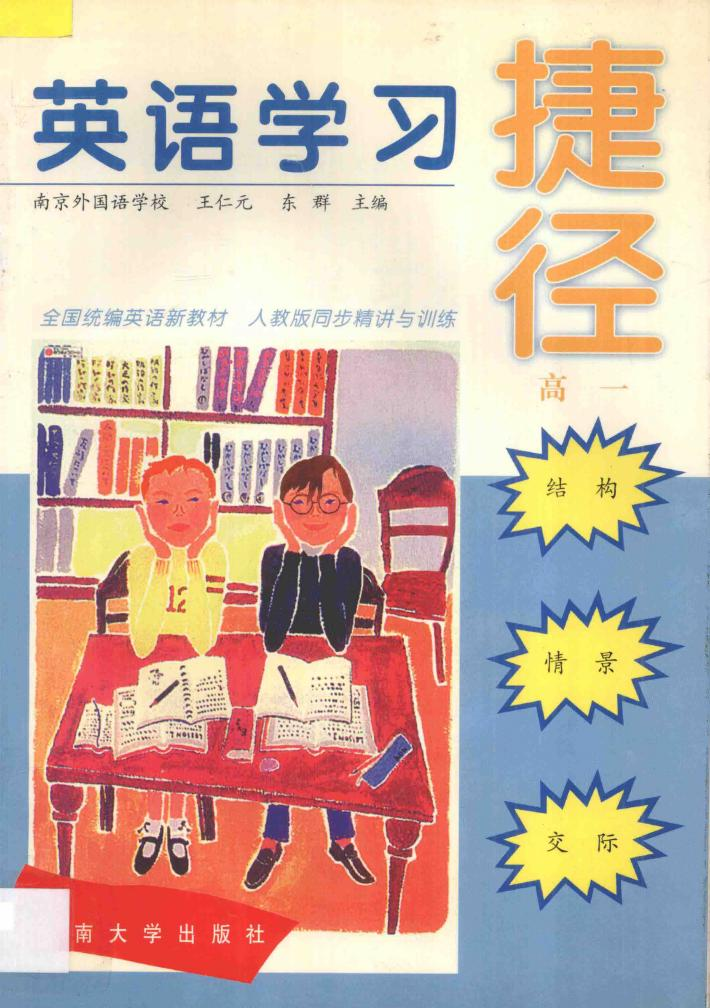 英语学习
捷径
南京外国语学校 王仁元 东 群 主编
全国统编英语新教材 人教版同步精讲与训练
高 一
结 构
情 景
交 际
12
LESSON 1
南大学出版社